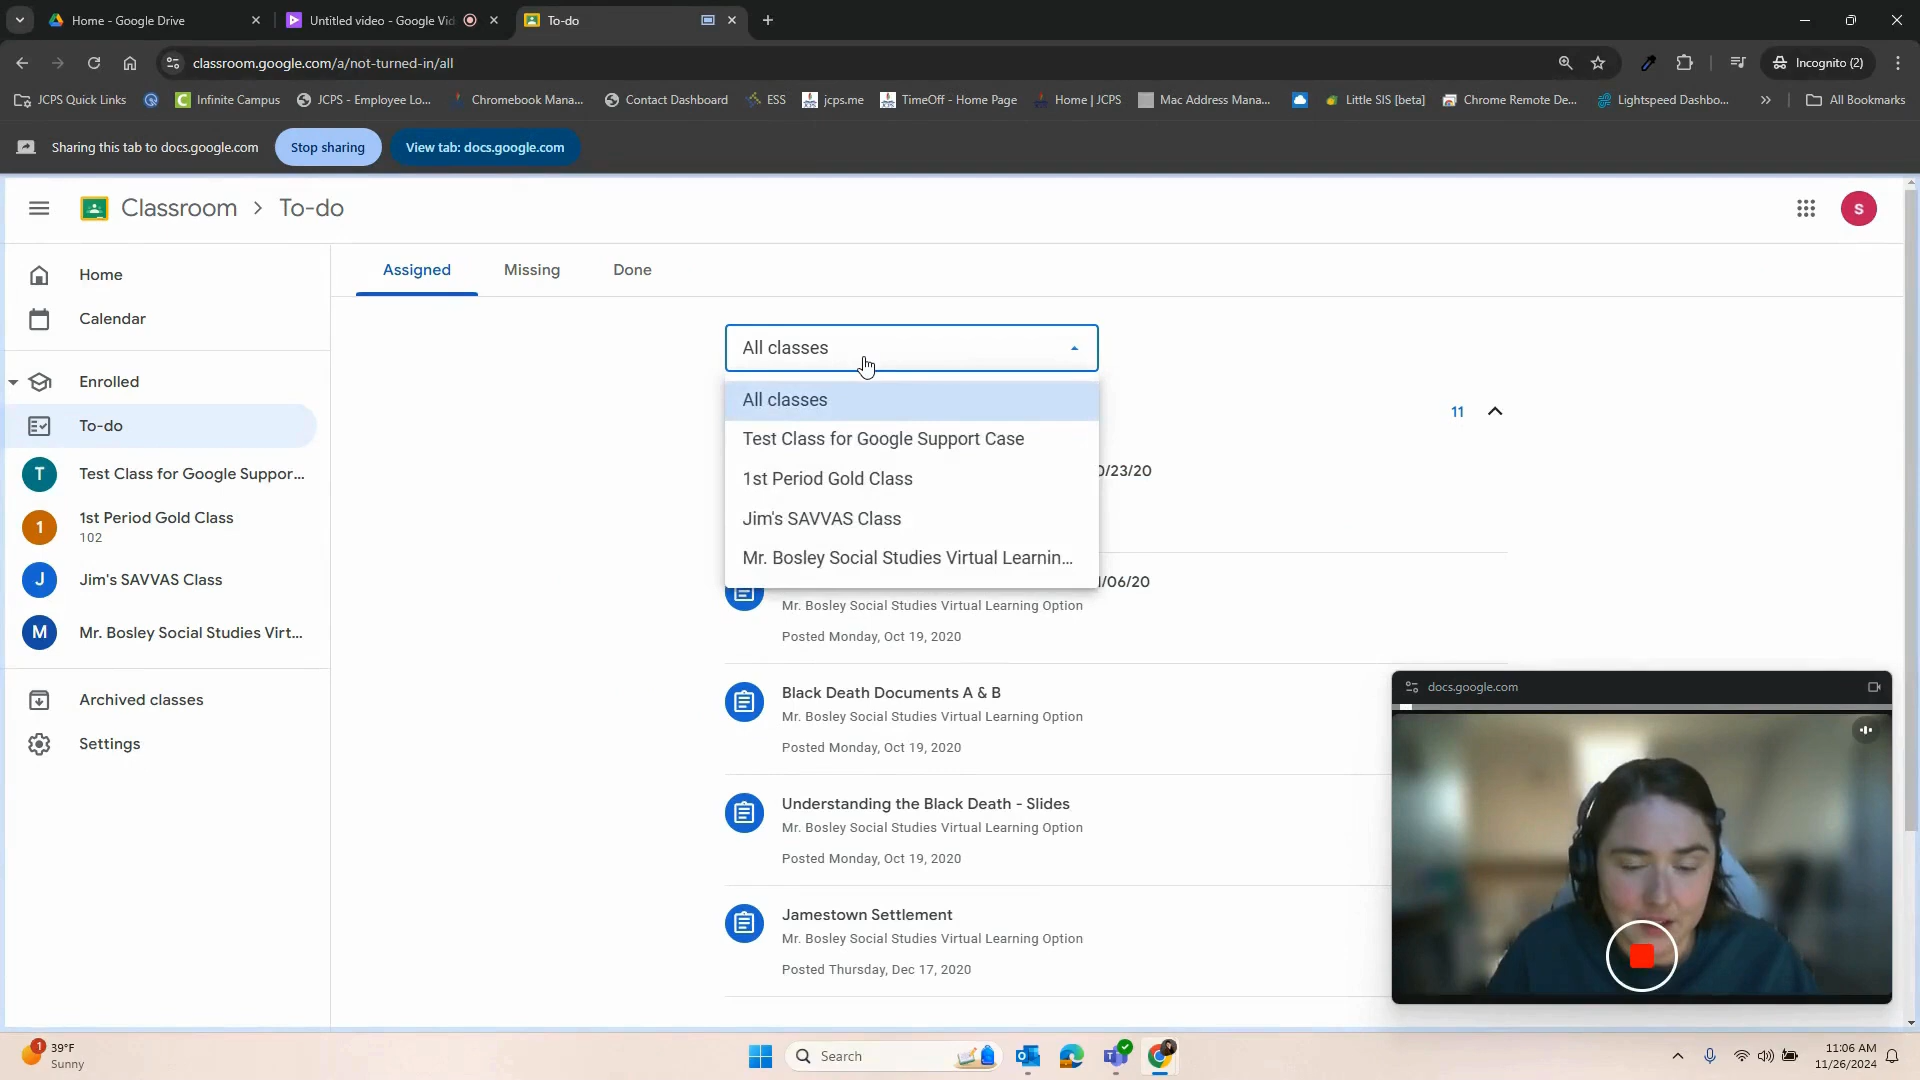 Home - Google Drive
Untitled video - Google Vid
To-do
classroom.google.com/a/not-turned-in/all
Incognito (2)
JCPS Quick Links
Infinite Campus
JCPS - Employee Lo...
Chromebook Mana...
Contact Dashboard
ESS
jcps.me
TimeOff - Home Page
Home | JCPS
Mac Address Mana...
Little SIS [beta]
Chrome Remote De...
Lightspeed Dashbo...
All Bookmarks
Sharing this tab to docs.google.com
Stop sharing
View tab: docs.google.com
Classroom > To-do
S
Home
Calendar
Enrolled
To-do
T
Test Class for Google Suppor...
1
1st Period Gold Class
102
J
Jim's SAVVAS Class
M
Mr. Bosley Social Studies Virt...
Archived classes
Settings
Assigned
Missing
Done
All classes
All classes
Test Class for Google Support Case
1st Period Gold Class
Jim's SAVVAS Class
Mr. Bosley Social Studies Virtual Learnin...
11
0/23/20
/06/20
Mr. Bosley Social Studies Virtual Learning Option
Posted Monday, Oct 19, 2020
Black Death Documents A & B
Mr. Bosley Social Studies Virtual Learning Option
Posted Monday, Oct 19, 2020
Understanding the Black Death - Slides
Mr. Bosley Social Studies Virtual Learning Option
Posted Monday, Oct 19, 2020
Jamestown Settlement
Mr. Bosley Social Studies Virtual Learning Option
Posted Thursday, Dec 17, 2020
docs.google.com
1
39°F
Sunny
Search
11:06 AM
11/26/2024